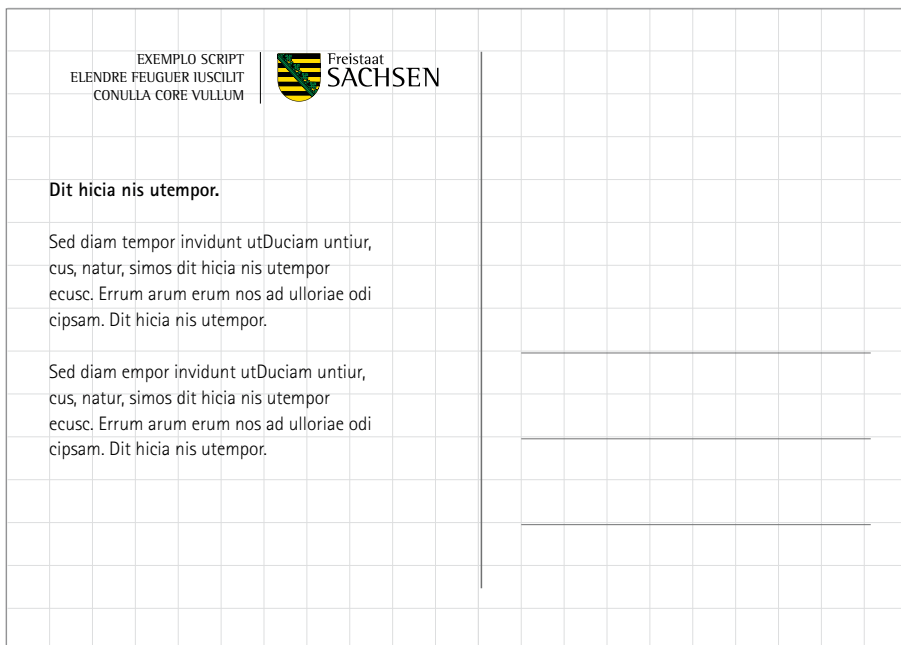 EXEMPLO SCRIPT
ELENDRE FEUGUER IUSCILIT
CONULLA CORE VULLUM
Freistaat
SACHSEN
Dit hicia nis utempor.
Sed diam tempor invidunt utDuciam untiur,
cus, natur, simos dit hicia nis utempor
ecusc. Errum arum erum nos ad ulloriae odi
cipsam. Dit hicia nis utempor.
Sed diam empor invidunt utDuciam untiur,
cus, natur, simos dit hicia nis utempor
ecusc. Errum arum erum nos ad ulloriae odi
cipsam. Dit hicia nis utempor.